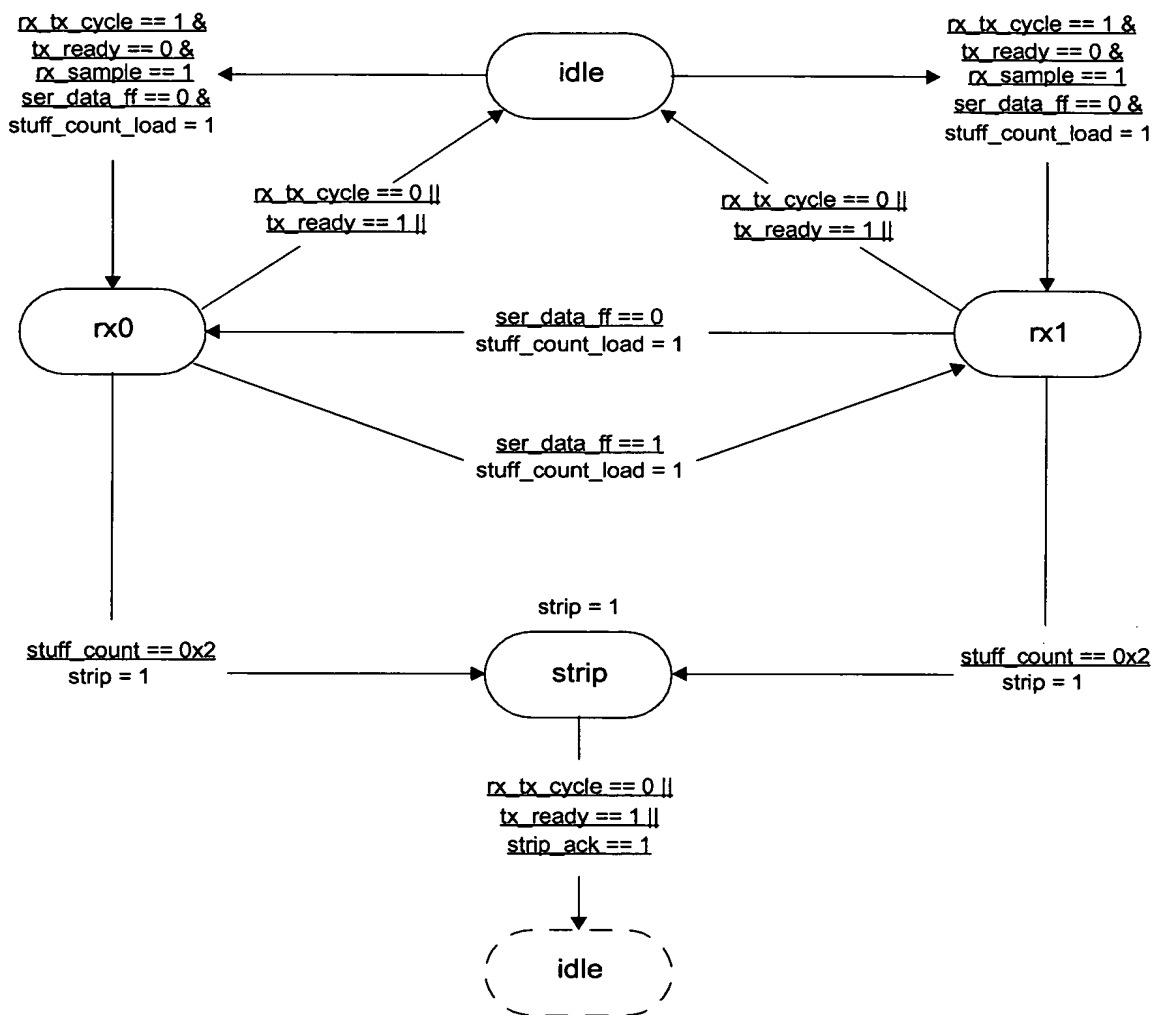 rx_tx_cycle == 1 &
tx_ready == 0 &
rx_sample == 1
ser_data_ff == 0 &
stuff_count_load = 1
idle
rx_tx_cycle == 1 &
tx_ready == 0 &
rx_sample == 1
ser_data_ff == 0 &
stuff_count_load = 1
rx_tx_cycle == 0 ||
tx_ready == 1 ||
rx_tx_cycle == 0 ||
tx_ready == 1 ||
rx0
ser_data_ff == 0
stuff_count_load = 1
rx1
ser_data_ff == 1
stuff_count_load = 1
stuff_count == 0x2
strip = 1
strip = 1
strip
stuff_count == 0x2
strip = 1
rx_tx_cycle == 0 ||
tx_ready == 1 ||
strip_ack == 1
idle